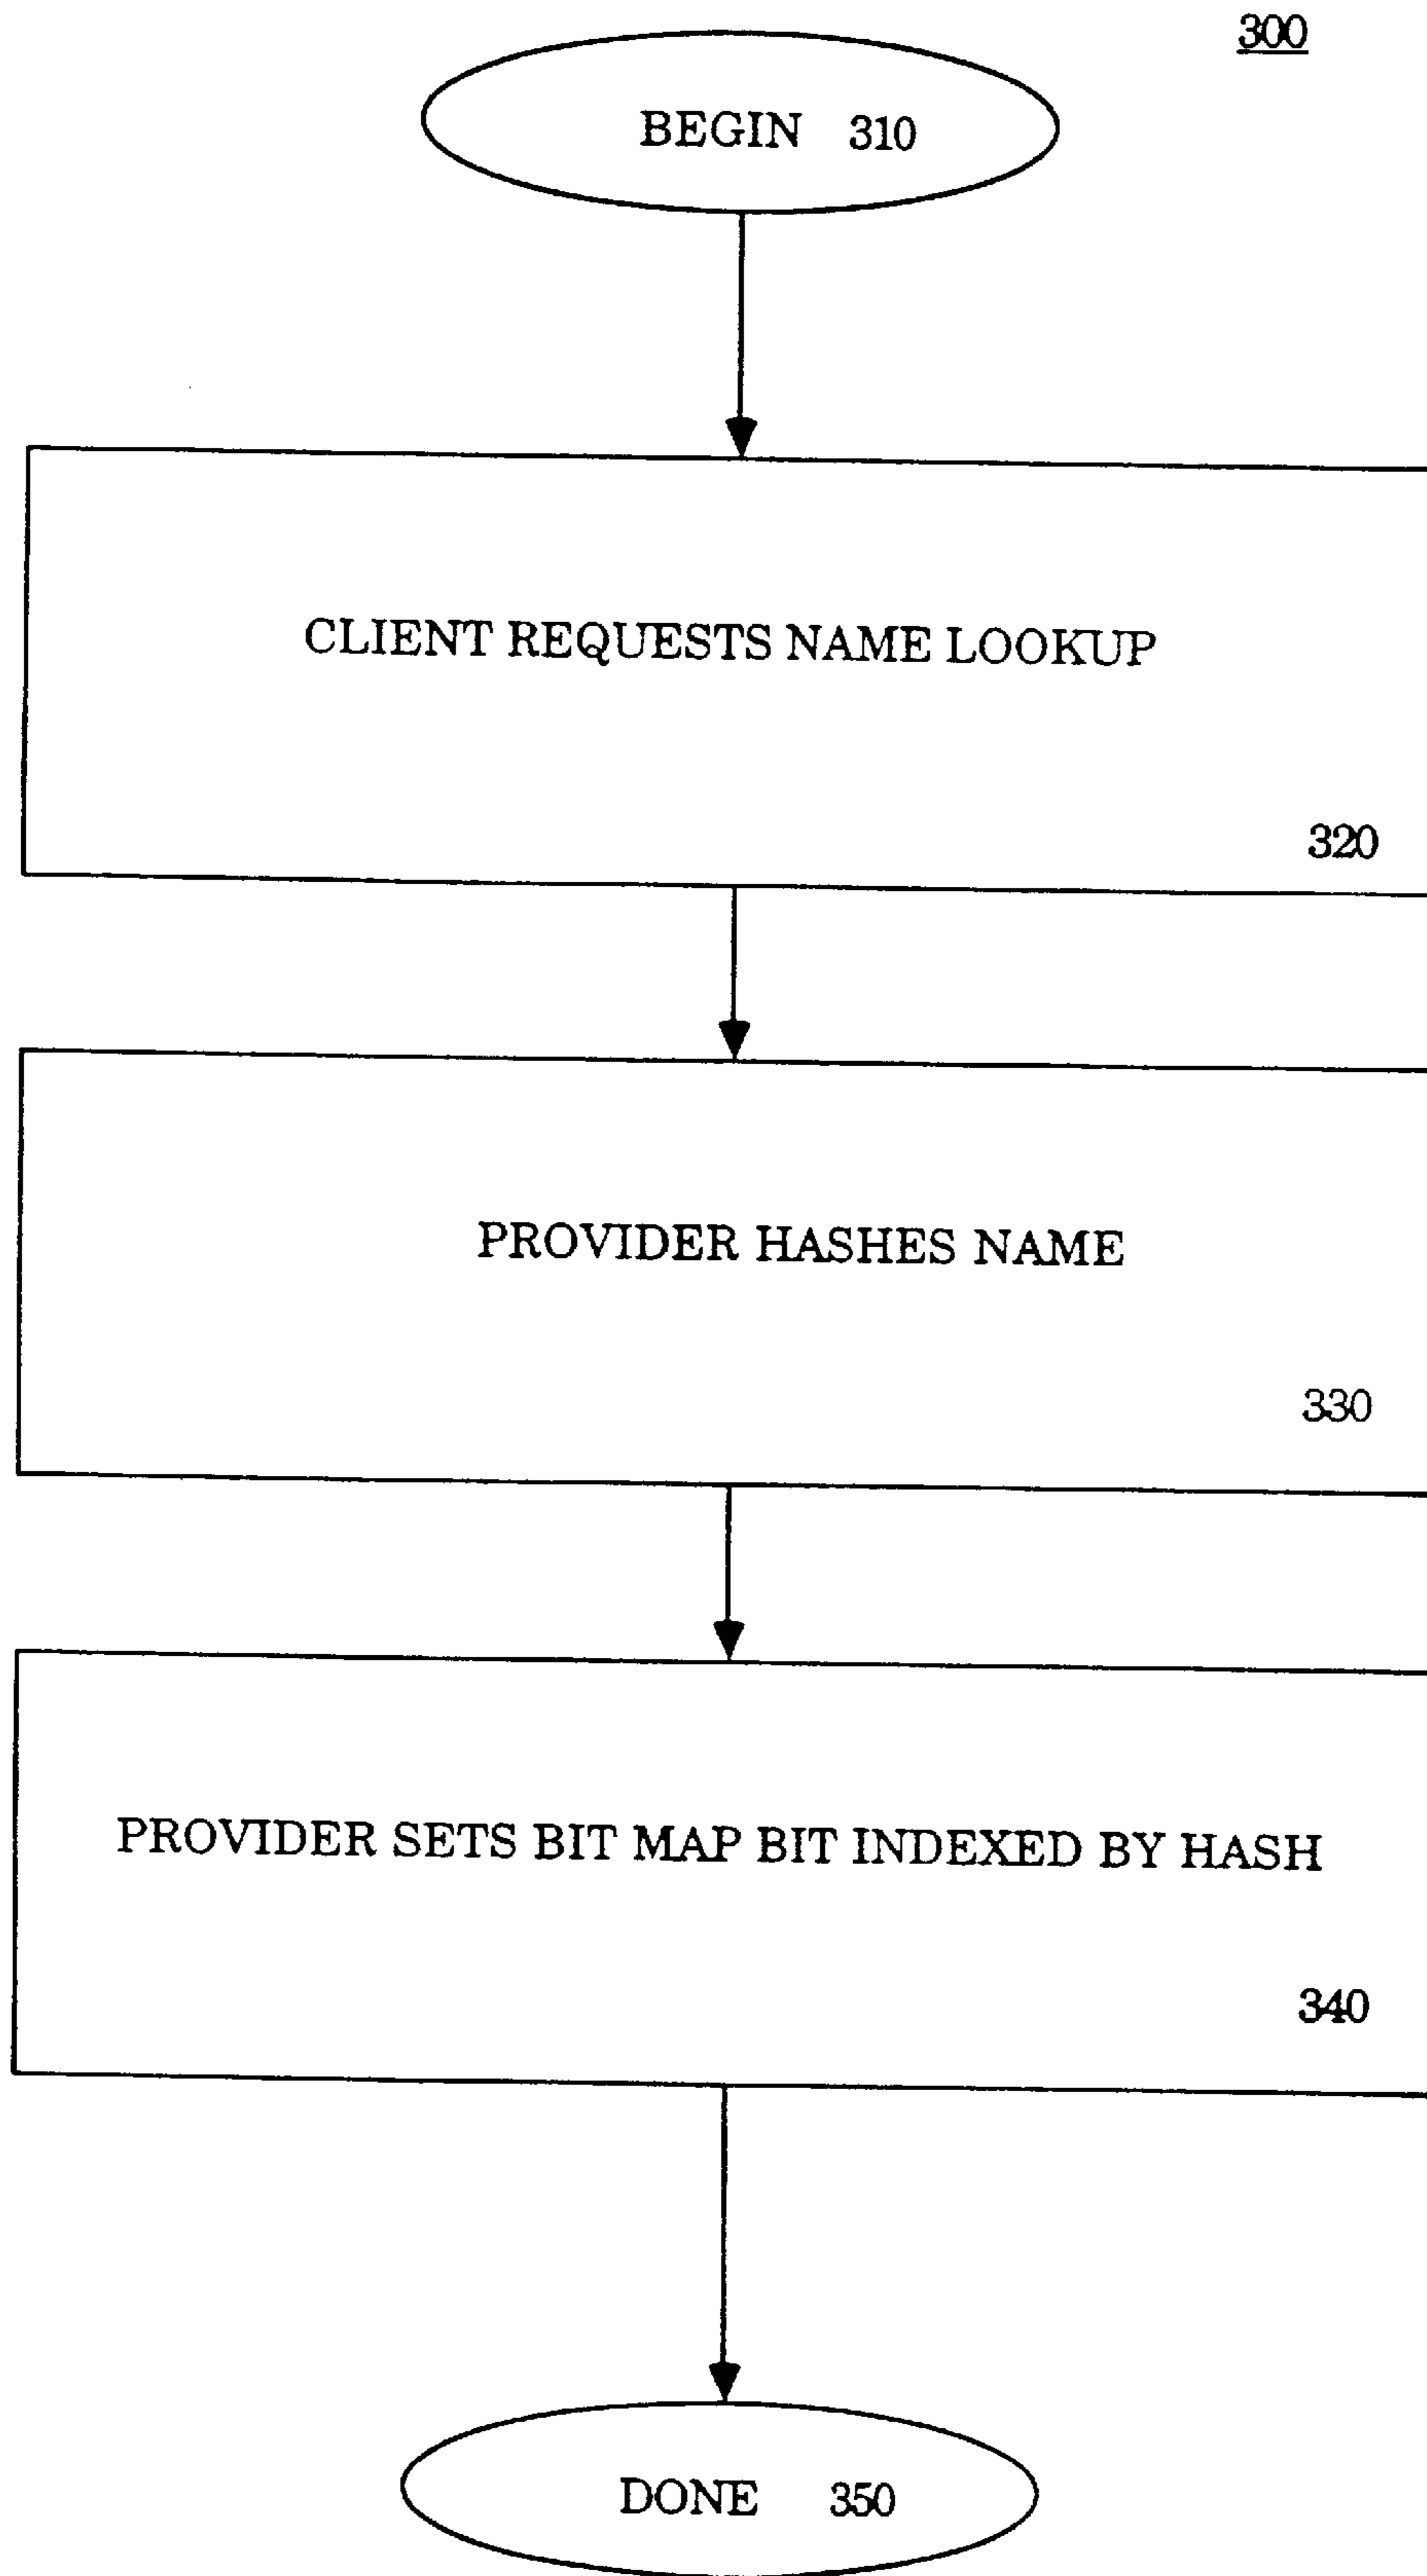 300
BEGIN 310
CLIENT REQUESTS NAME LOOKUP
320
PROVIDER HASHES NAME
330
PROVIDER SETS BIT MAP BIT INDEXED BY HASH
340
DONE 350